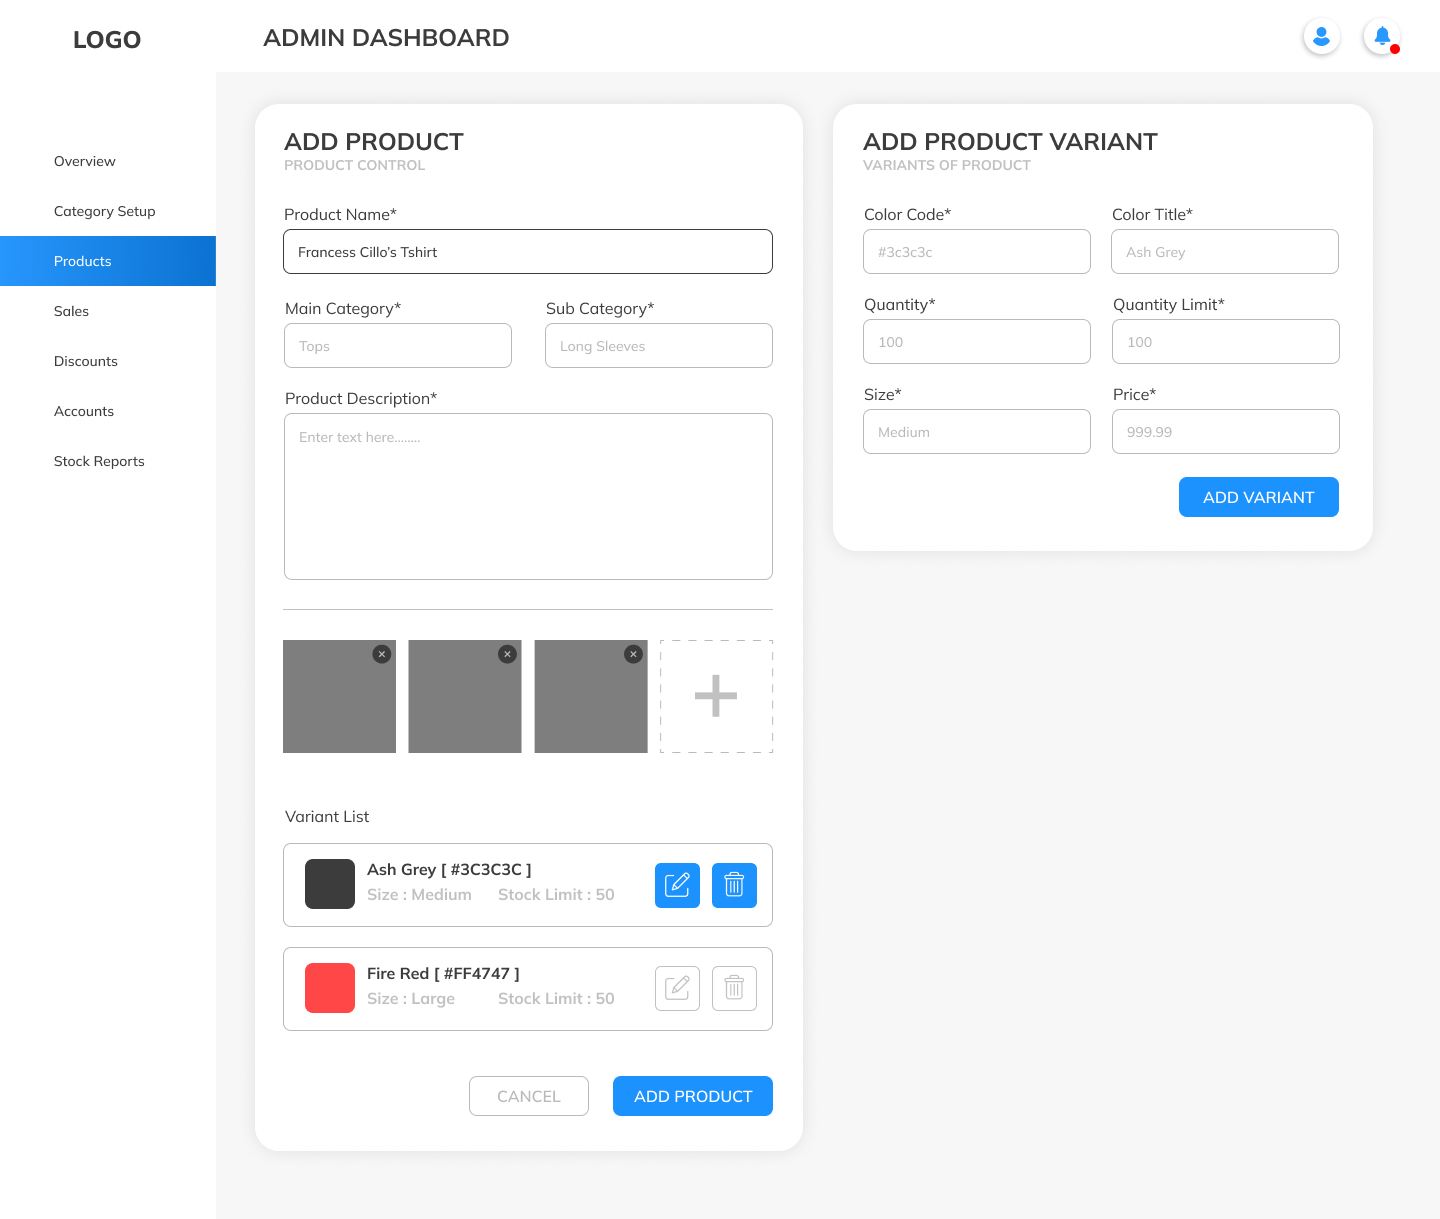 LOGO
ADMIN DASHBOARD
Overview
Category Setup
Products
Sales
Discounts
Accounts
Stock Reports
ADD PRODUCT
PRODUCT CONTROL
Product Name*
Francess Cillo's Tshirt
Main Category*
Sub Category*
Tops
Long Sleeves
Product Description*
Enter text here........
Variant List
Ash Grey [ #3C3C3C ]
Size : Medium
Stock Limit : 50
Fire Red [ #FF4747 ]
Size : Large
Stock Limit : 50
CANCEL
ADD PRODUCT
ADD PRODUCT VARIANT
VARIANTS OF PRODUCT
Color Code*
Color Title*
#3c3c3c
Ash Grey
Quantity*
Quantity Limit*
100
100
Size*
Price*
Medium
999.99
ADD VARIANT